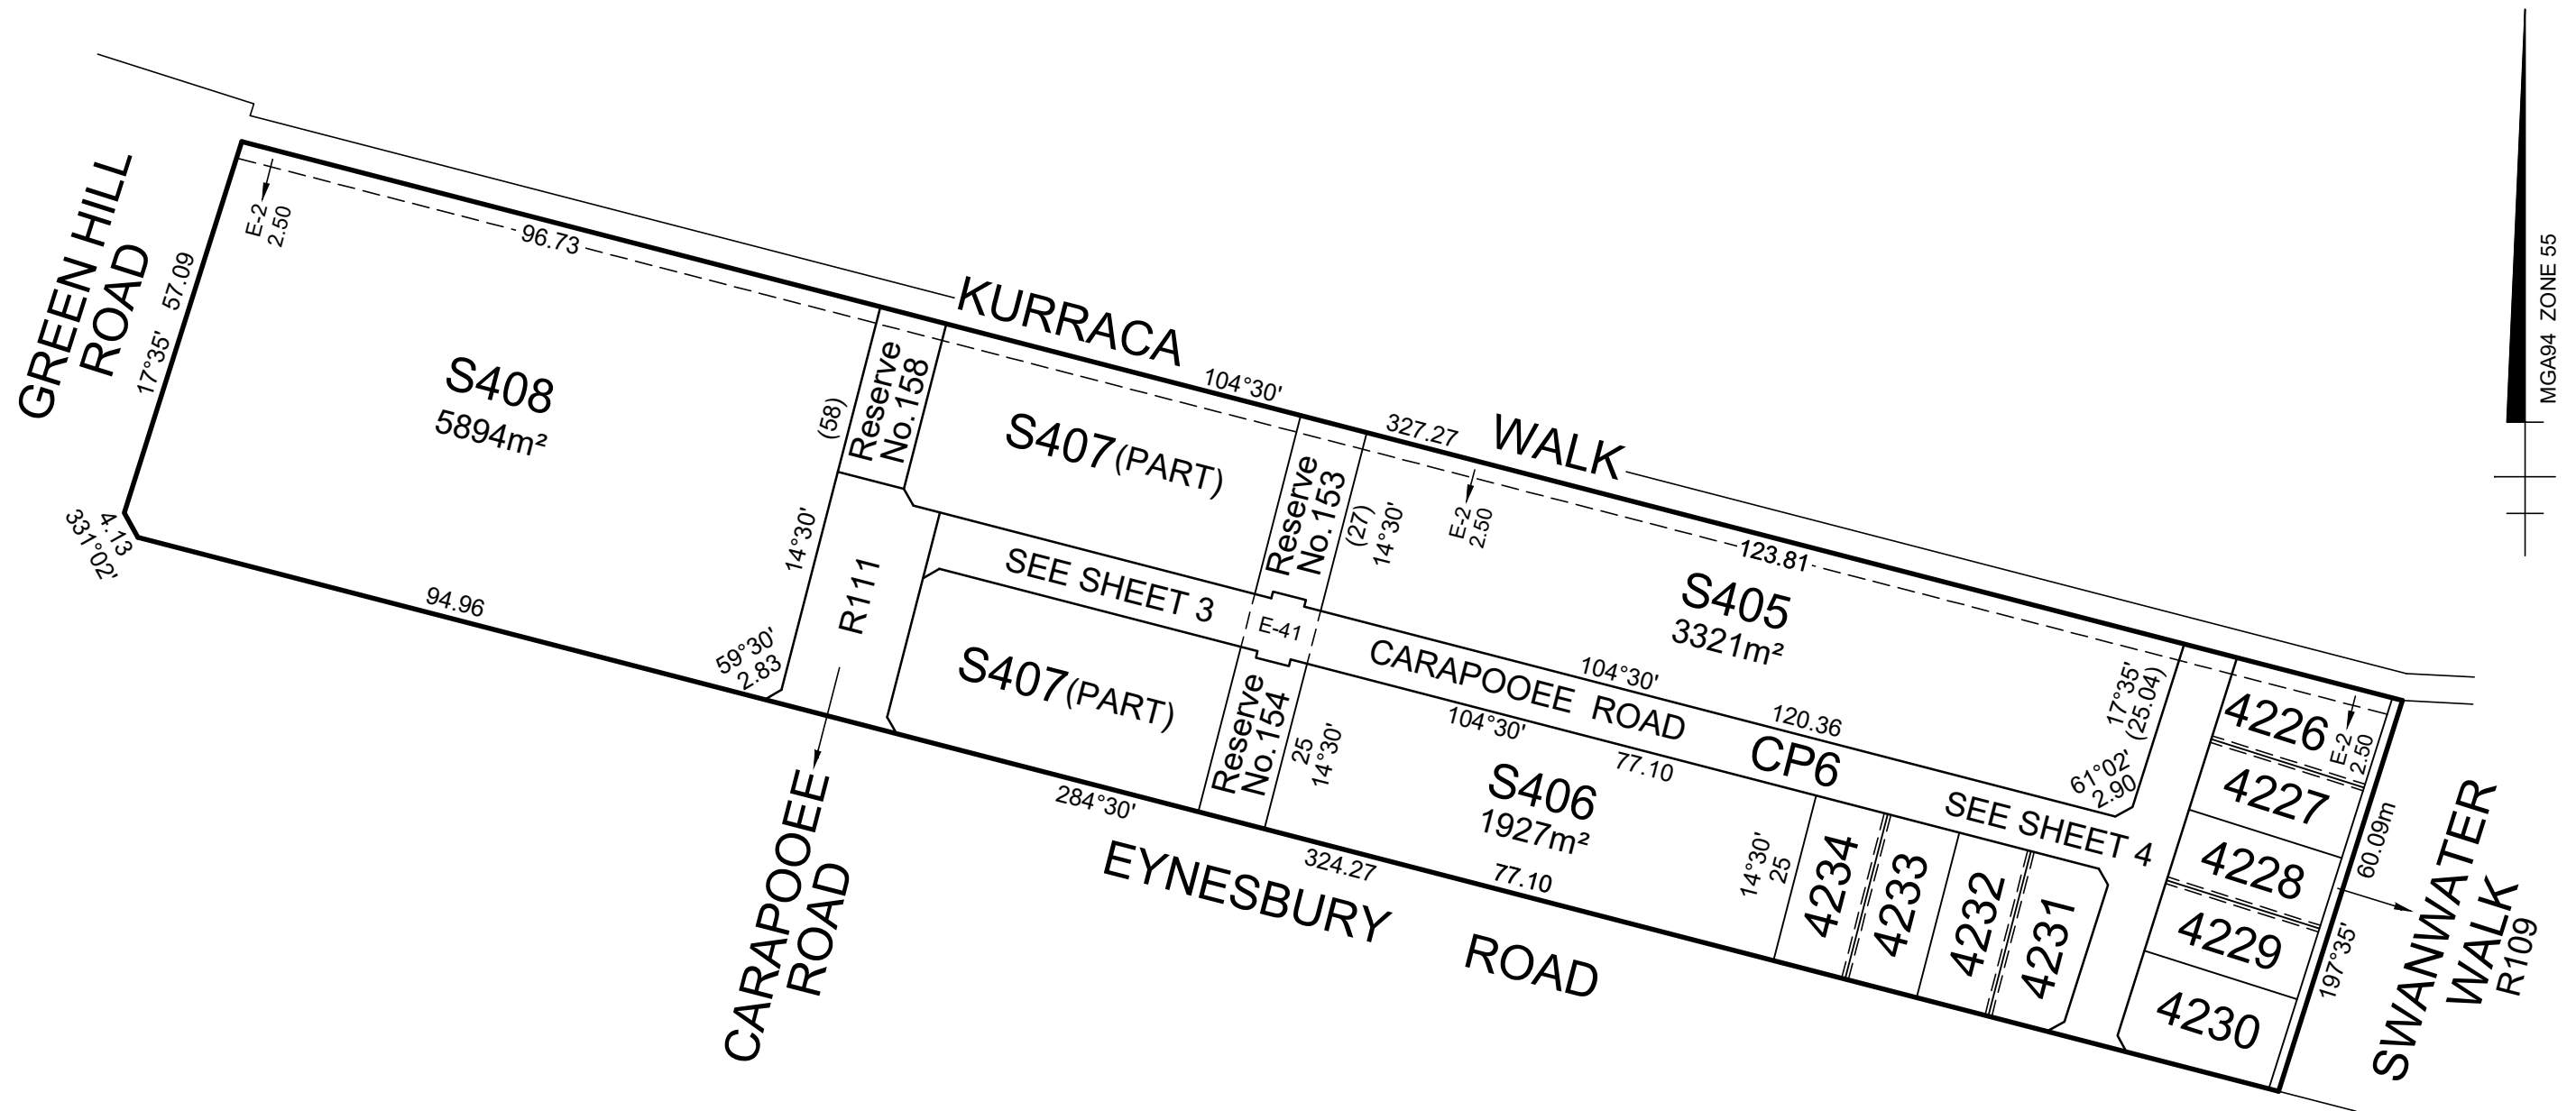 GREEN HILL
ROAD
17°35' 57.09
4.13
331°02'
E-2
2.50
96.73
S408
5894m²
94.96
(58)
14°30'
59°30'
2.83
Reserve
No.158
R111
CARAPOOEE
ROAD
KURRACA
WALK
104°30'
327.27
S407(PART)
SEE SHEET 3
S407(PART)
Reserve
No.153
(27)
14°30'
E-41
Reserve
No.154
25
14°30'
E-2
2.50
123.81
S405
3321m²
104°30'
120.36
17°35'
(25.04)
61°02'
2.90
CARAPOOEE ROAD
CP6
SEE SHEET 4
104°30'
77.10
S406
1927m²
77.10
14°30'
25
4234
4233
4232
4231
4226
4227
4228
4229
4230
E-2
2.50
60.09m
197°35'
SWANWATER
WALK
R109
284°30'
324.27
EYNESBURY ROAD
MGA94 ZONE 55